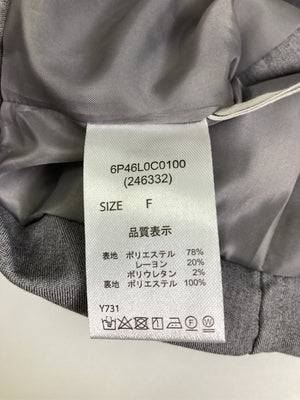 6P46L0C0100
(246332)
SIZE F
品質表示
表地 ポリエステル 78%
レーヨン 20%
ポリウレタン 2%
裏地 ポリエステル 100%
Y731
F W